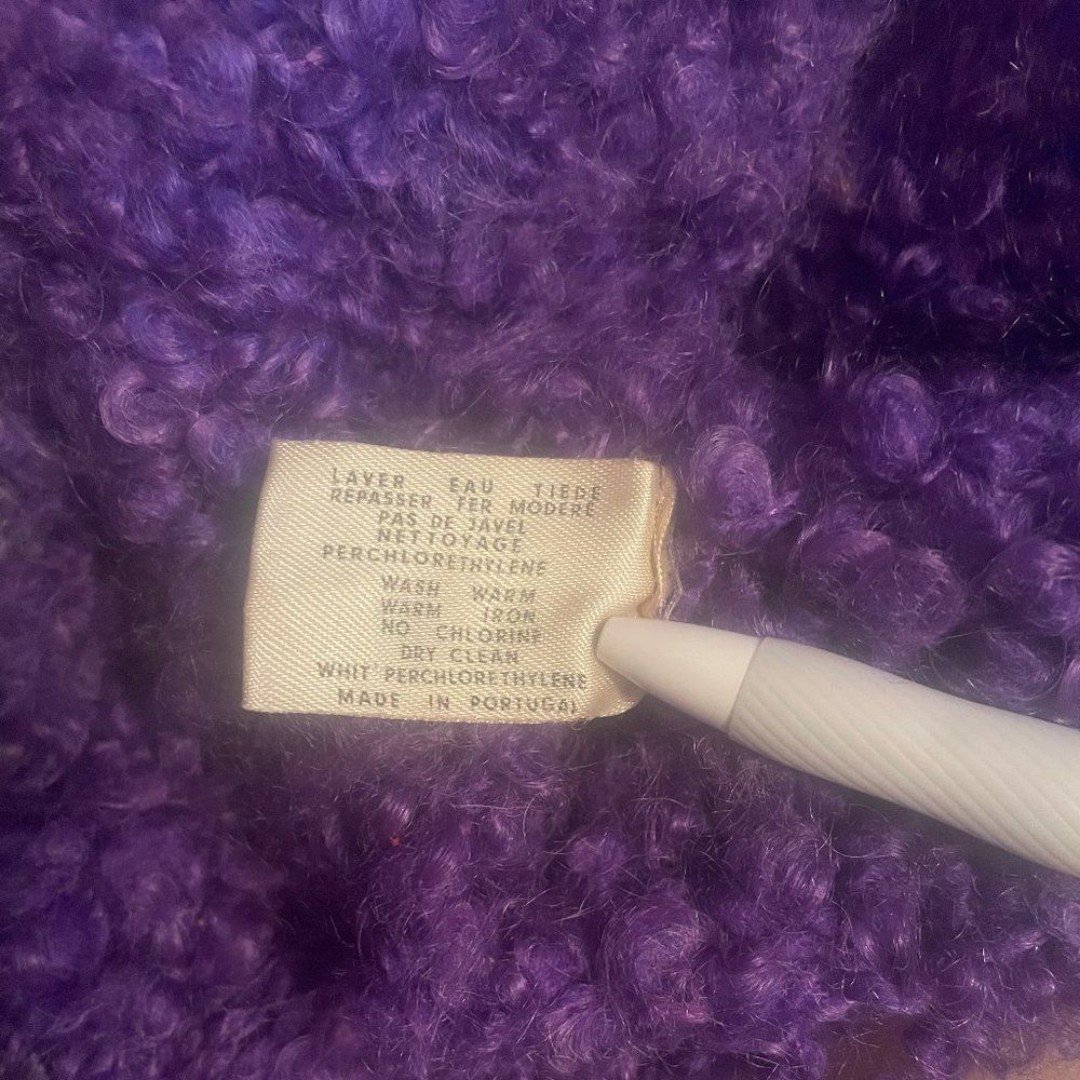 LAVER EAU TIEDE
REPASSER FER MODERE
PAS DE JAVEL
NETTOYAGE
PERCHLORETHYLENE
WASH WARM
WARM IRON
NO CHLORINE
DRY CLEAN
WHIT PERCHLORETHYLENE
MADE IN PORTUGAL